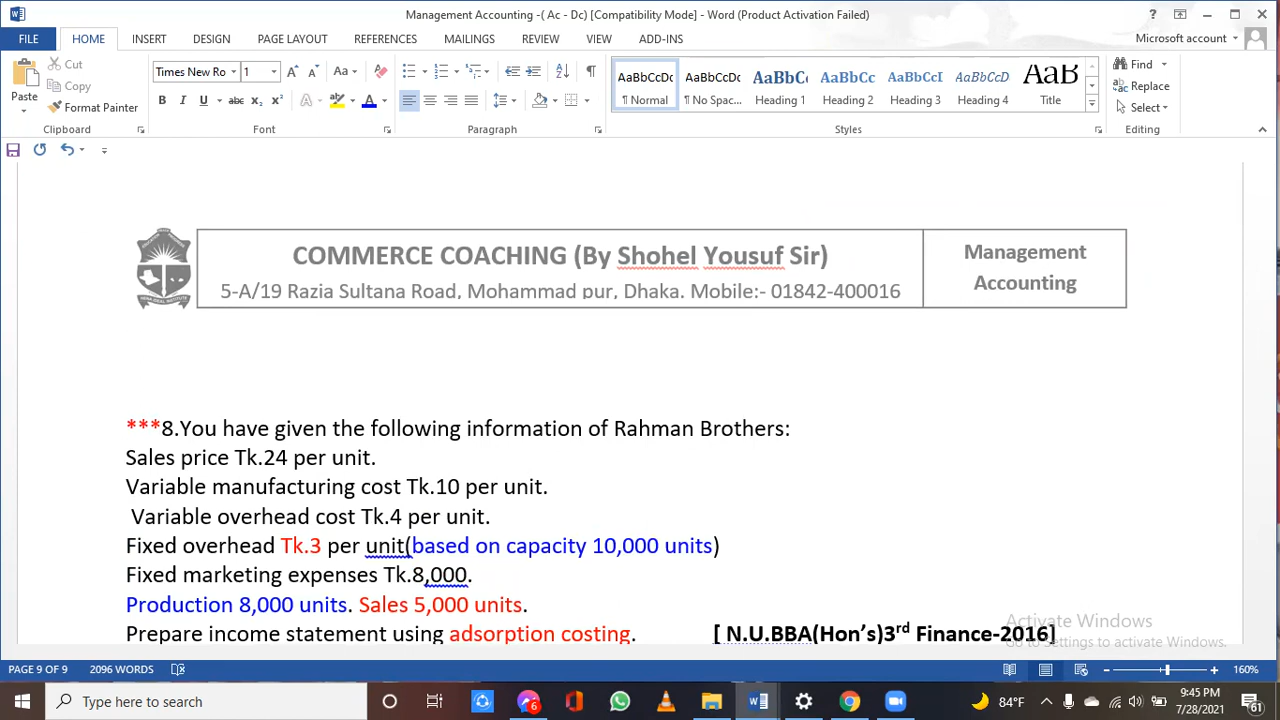 Management Accounting -( Ac - Dc) [Compatibility Mode] - Word (Product Activation Failed)
FILE HOME INSERT DESIGN PAGE LAYOUT REFERENCES MAILINGS REVIEW VIEW ADD-INS Microsoft account
Cut
Copy
Format Painter
Paste
Times New Ro 1
AaBbCcDc AaBbCcDc AaBbCc AaBbCcD AaBbCcI AaBbCcD AaB
¶ Normal ¶ No Spac... Heading Heading 2 Heading 3 Heading 4 Title
Find
Replace
Select
Clipboard Font Paragraph Styles Editing
COMMERCE COACHING (By Shohel Yousuf Sir)
5-A/19 Razia Sultana Road, Mohammad pur, Dhaka. Mobile:- 01842-400016
Management
Accounting
***8.You have given the following information of Rahman Brothers:
Sales price Tk.24 per unit.
Variable manufacturing cost Tk.10 per unit.
Variable overhead cost Tk.4 per unit.
Fixed overhead Tk.3 per unit(based on capacity 10,000 units)
Fixed marketing expenses Tk.8,000.
Production 8,000 units. Sales 5,000 units.
Prepare income statement using adsorption costing. [ N.U.BBA(Hon's)3rd Finance-2016]
Activate Windows
Go to Settings to activate Windows.
PAGE 9 OF 9 2096 WORDS 160%
Type here to search
6
84°F
9:45 PM
7/28/2021
61